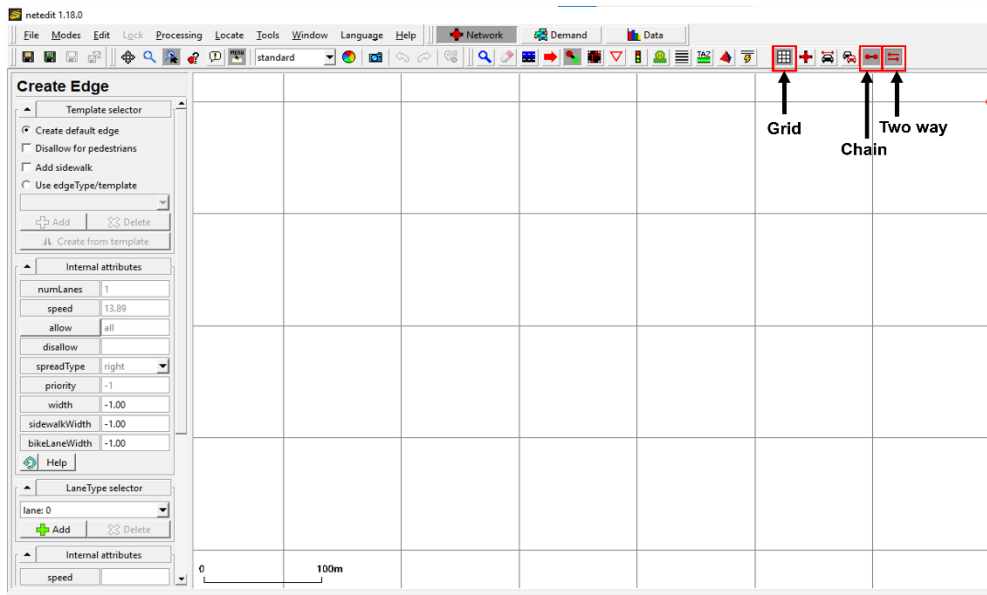 netedit 1.18.0
File Modes Edit Lock Processing Locate Tools Window Language Help Network Demand Data
MENU standard TAZ
Create Edge
Template selector
Create default edge
Disallow for pedestrians
Add sidewalk
Use edgeType/template
Add Delete
Create from template
Internal attributes
numLanes 1
speed 13.89
allow all
disallow
spreadType right
priority -1
width -1.00
sidewalkWidth -1.00
bikeLaneWidth -1.00
Help
LaneType selector
lane: 0
Add Delete
Internal attributes
speed
Grid
Chain
Two way
0 100m